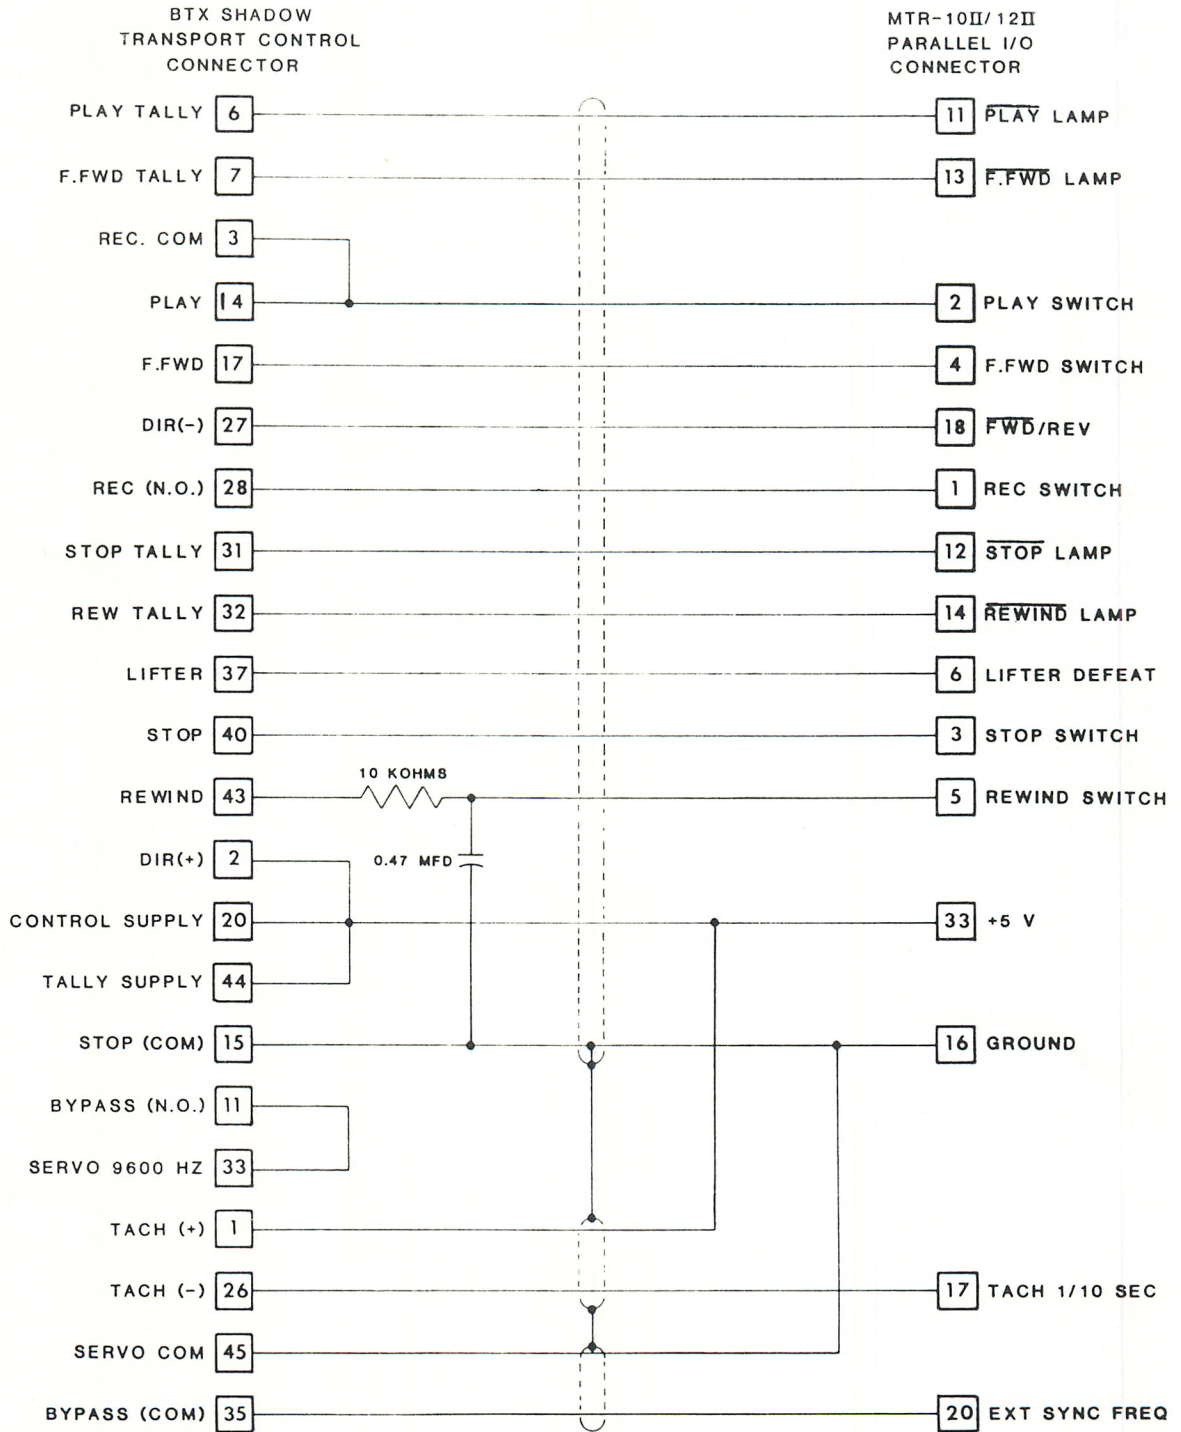 BTX SHADOW
TRANSPORT CONTROL
CONNECTOR
MTR-10II/12II
PARALLEL I/O
CONNECTOR
PLAY TALLY 6 11 PLAY LAMP
F.FWD TALLY 7 13 F.FWD LAMP
REC. COM 3
PLAY 14 2 PLAY SWITCH
F.FWD 17 4 F.FWD SWITCH
DIR(-) 27 18 FWD/REV
REC (N.O.) 28 1 REC SWITCH
STOP TALLY 31 12 STOP LAMP
REW TALLY 32 14 REWIND LAMP
LIFTER 37 6 LIFTER DEFEAT
STOP 40 3 STOP SWITCH
10 KOHMS
REWIND 43 5 REWIND SWITCH
DIR(+) 2 0.47 MFD
CONTROL SUPPLY 20 33 +5 V
TALLY SUPPLY 44
STOP (COM) 15 16 GROUND
BYPASS (N.O.) 11
SERVO 9600 HZ 33
TACH (+) 1
TACH (-) 26 17 TACH 1/10 SEC
SERVO COM 45
BYPASS (COM) 35 20 EXT SYNC FREQ